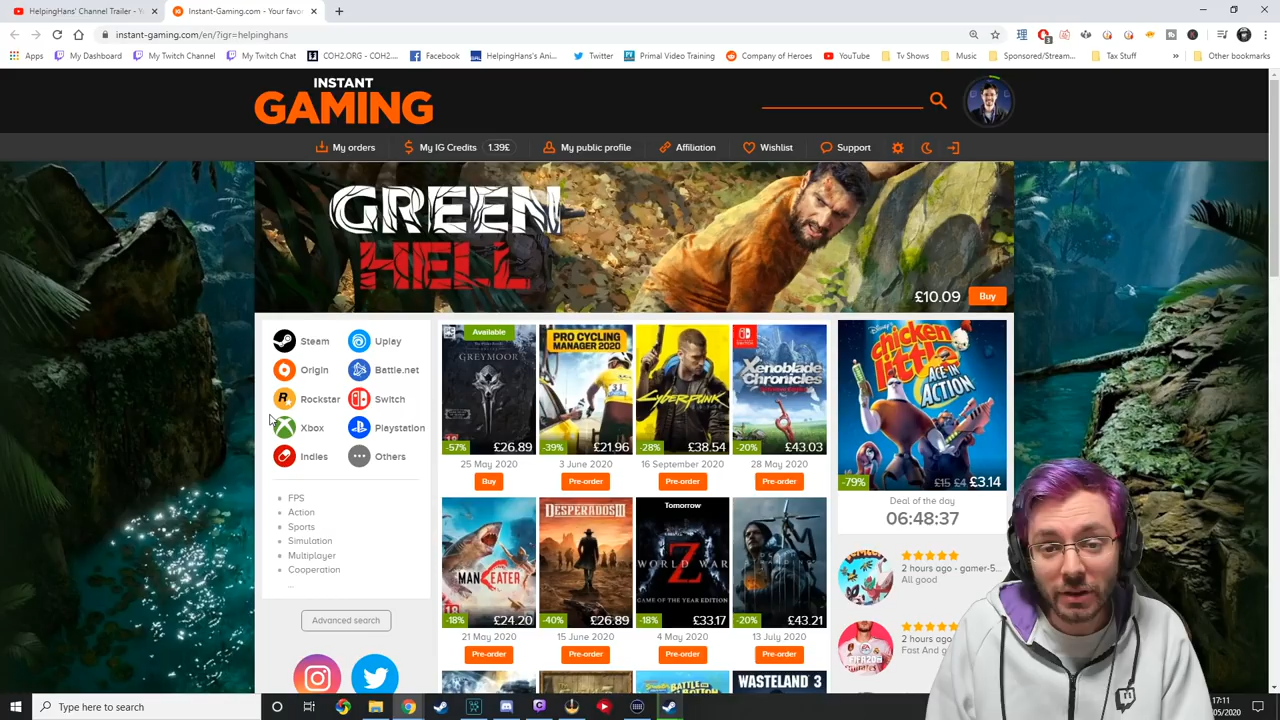 HelpingHans' Channel Trailer - Y
Instant-Gaming.com - Your favor
instant-gaming.com/en/?igr=helpinghans
Apps
My Dashboard
My Twitch Channel
My Twitch Chat
COH2.ORG - COH2....
Facebook
HelpingHans's Ani...
Twitter
Primal Video Training
Company of Heroes
YouTube
Tv Shows
Music
Sponsored/Stream...
Tax Stuff
»
Other bookmarks
INSTANT
GAMING
My orders
My IG Credits 1.39£
My public profile
Affiliation
Wishlist
Support
GREEN
HELL
£10.09 Buy
Steam Uplay
Origin Battle.net
Rockstar Switch
Xbox Playstation
Indies Others
FPS
Action
Sports
Simulation
Multiplayer
Cooperation
...
Advanced search
Available
GREYMOOR
-57% £26.89
25 May 2020
Buy
PRO CYCLING
MANAGER 2020
-39% £21.96
3 June 2020
Pre-order
CYBERPUNK
-28% £38.54
16 September 2020
Pre-order
Xenoblade
Chronicles
-20% £43.03
28 May 2020
Pre-order
MANEATER
-18% £24.20
21 May 2020
Pre-order
DESPERADOS III
-40% £26.89
15 June 2020
Pre-order
Tomorrow
WORLD WAR
Z
GAME OF THE YEAR EDITION
-18% £33.17
4 May 2020
Pre-order
DEATH
STRANDING
-20% £43.21
13 July 2020
Pre-order
WASTELAND 3
Disney
chicken
little
ACE IN
ACTION
-79% £15 £4 £3.14
Deal of the day
06:48:37
2 hours ago - gamer-5...
All good
2 hours ago
Fast And g
FIFA20
Type here to search
17:11
/05/2020